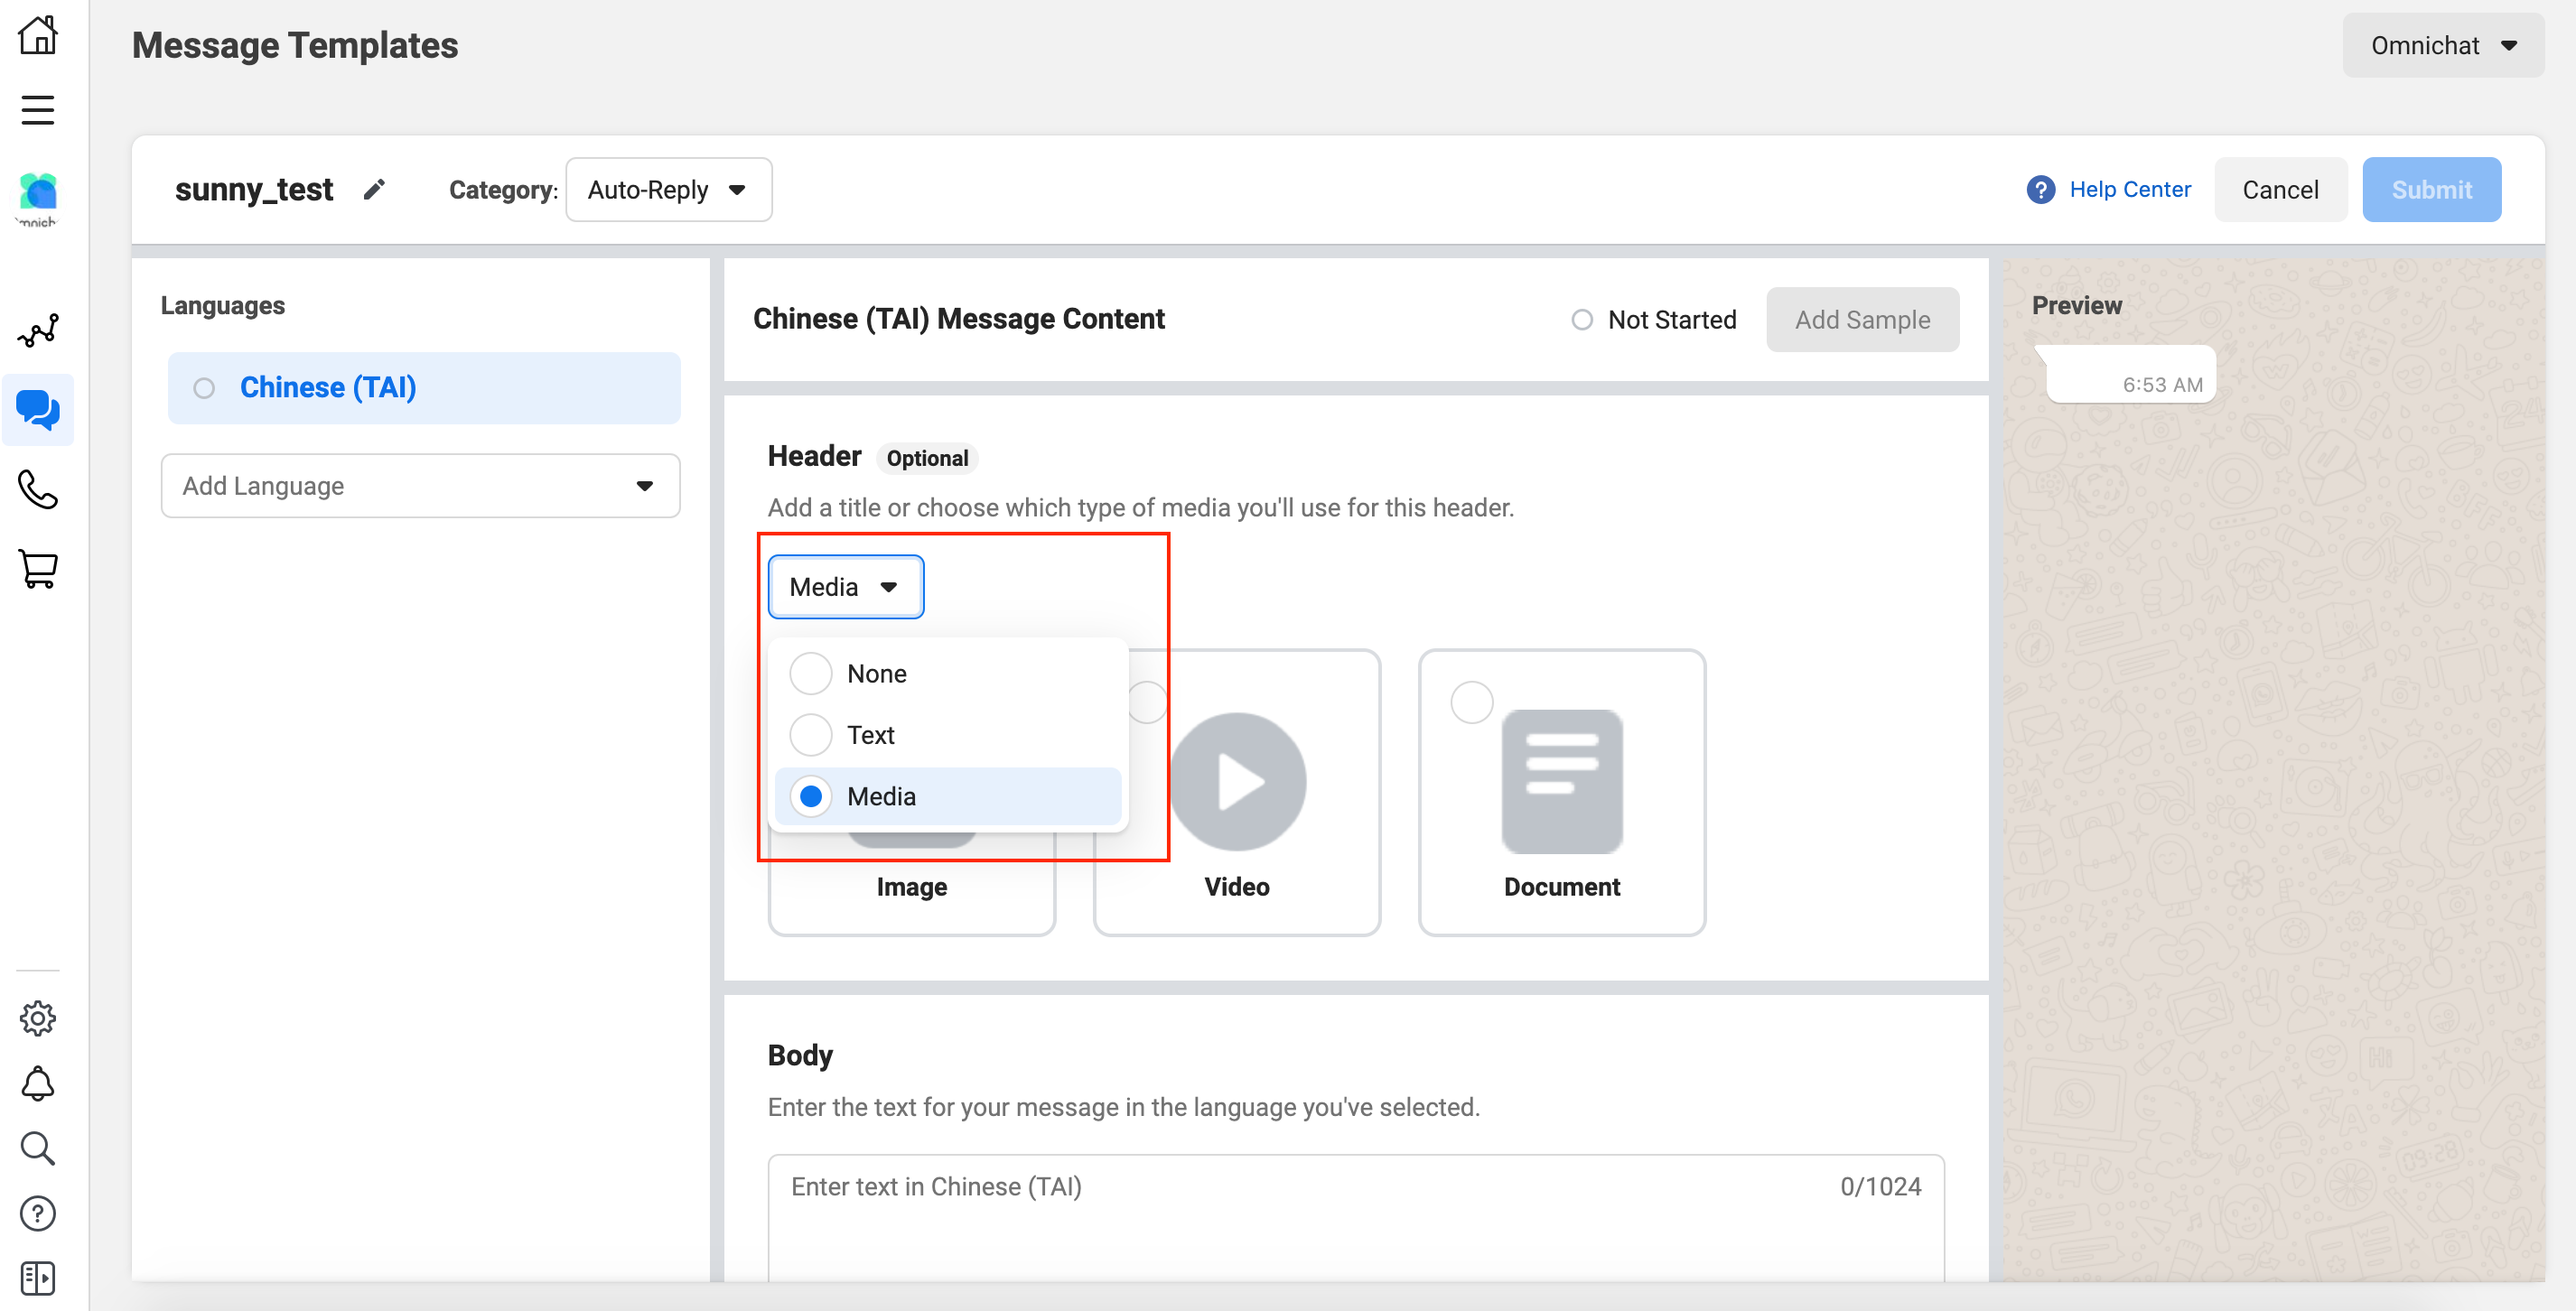 Message Templates
Omnichat
sunny_test
Category:
Auto-Reply
Help Center
Cancel
Submit
Languages
Chinese (TAI)
Add Language
Chinese (TAI) Message Content
Not Started
Add Sample
Header
Optional
Add a title or choose which type of media you'll use for this header.
Media
None
Text
Media
Image
Video
Document
Body
Enter the text for your message in the language you've selected.
Enter text in Chinese (TAI)
0/1024
Preview
6:53 AM